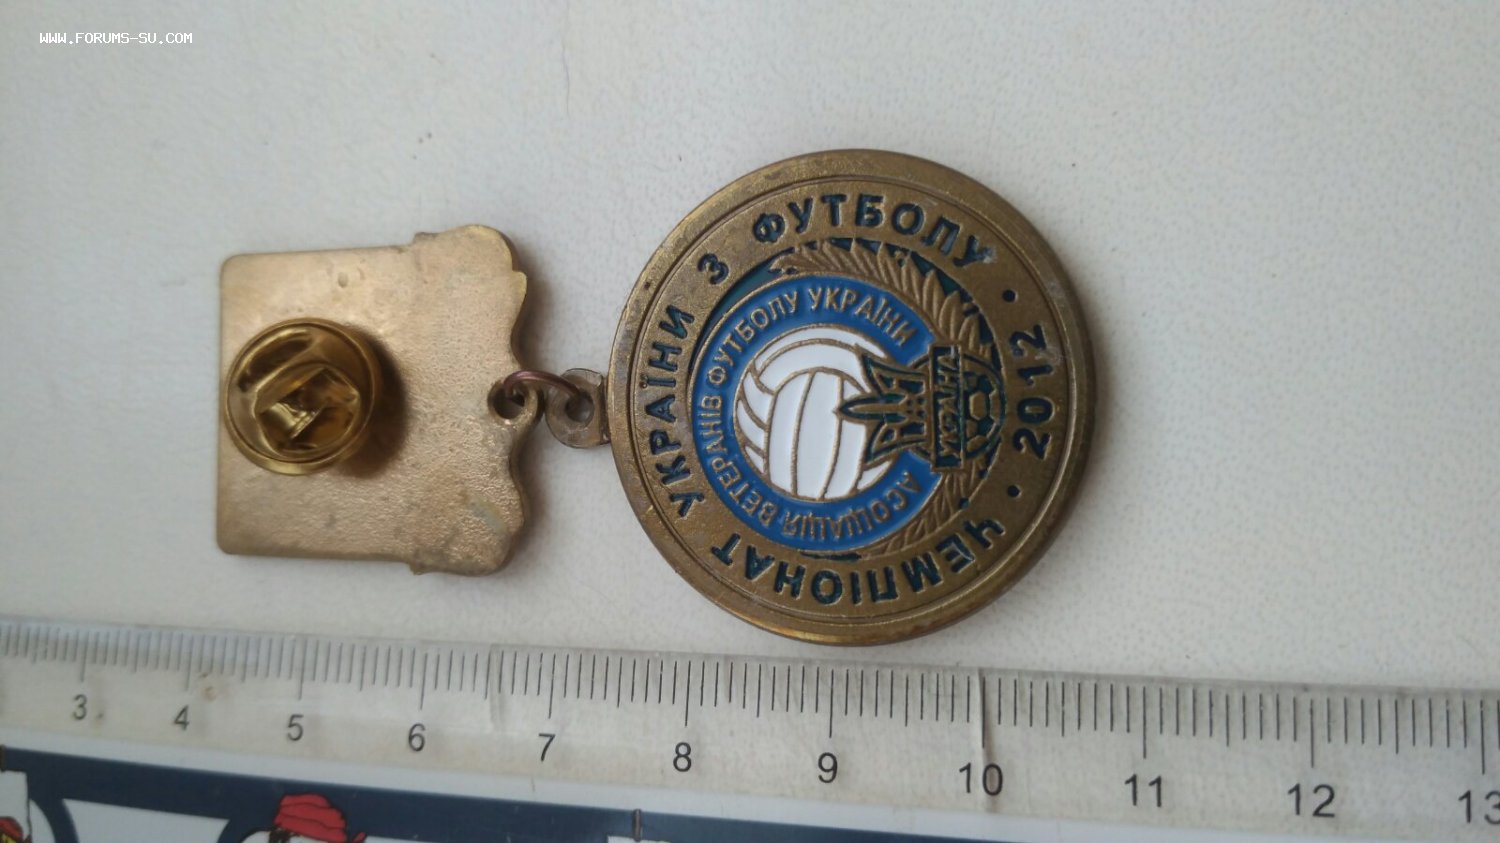 WWW.FORUMS-SU.COM
ЧЕМПІОНАТ УКРАЇНИ З ФУТБОЛУ
• 2012 •
АСОЦІАЦІЯ ВЕТЕРАНІВ ФУТБОЛУ УКРАЇНИ
УКРАЇНА
3 4 5 6 7 8 9 10 11 12 13